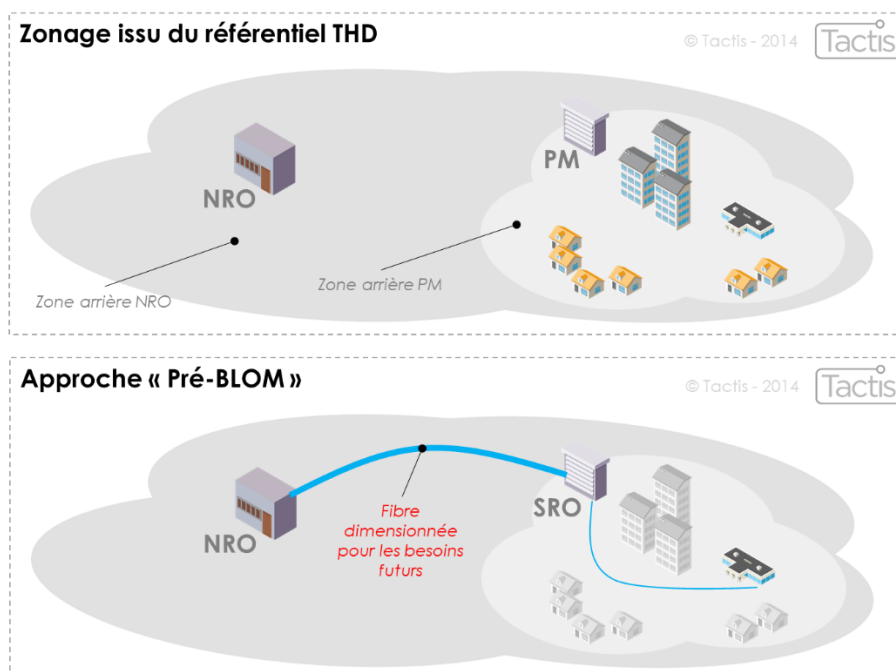 Zonage issu du référentiel THD
© Tactis - 2014
Tactis
PM
NRO
Zone arrière PM
Zone arrière NRO
Approche « Pré-BLOM »
© Tactis - 2014
Tactis
SRO
NRO
Fibre
dimensionnée
pour les besoins
futurs